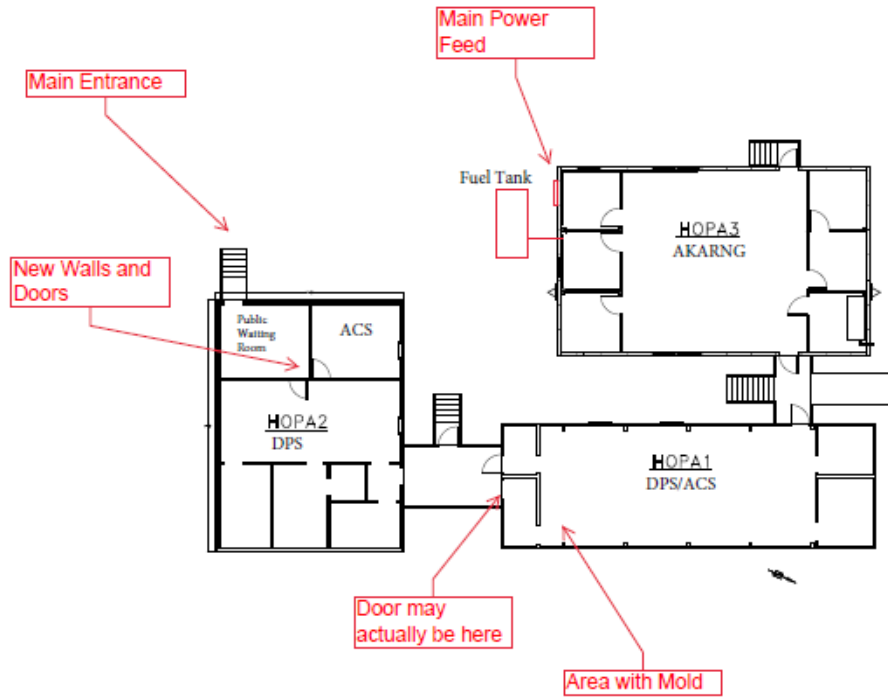 Main Power
Feed
Main Entrance
Fuel Tank
HOPA3
AKARNG
New Walls and
Doors
Public
Waiting
Room
ACS
HOPA2
DPS
HOPA1
DPS/ACS
Door may
actually be here
Area with Mold